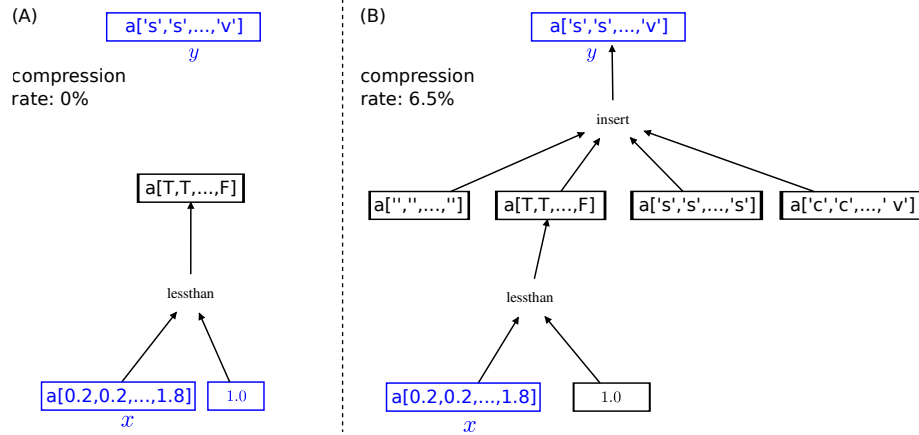 (A)
a['s','s',...,'v']
y
compression
rate: 0%
a[T,T,...,F]
lessthan
a[0.2,0.2,...,1.8]
1.0
x
(B)
a['s','s',...,'v']
y
compression
rate: 6.5%
insert
a['','',...,'']
a[T,T,...,F]
a['s','s',...,'s']
a['c','c',...,' v']
lessthan
a[0.2,0.2,...,1.8]
1.0
x